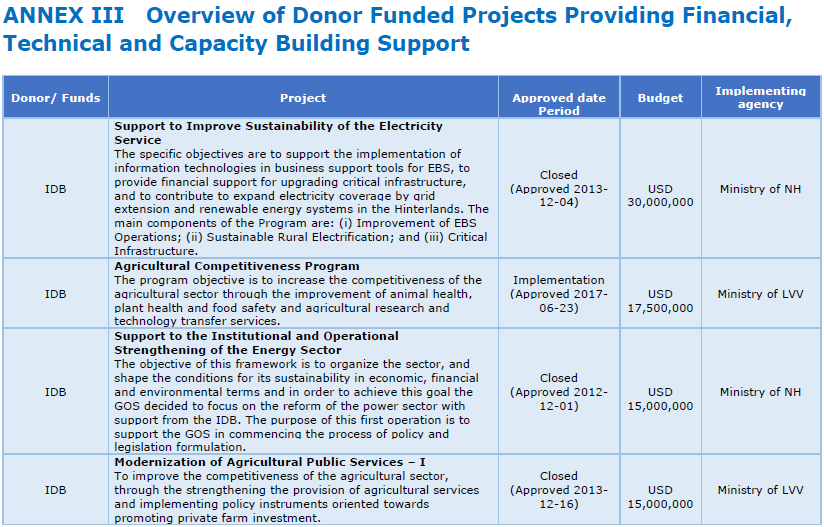 ANNEX III Overview of Donor Funded Projects Providing Financial,
Technical and Capacity Building Support
Donor/ Funds
Project
Approved date
Period
Budget
Implementing
agency
IDB
Support to Improve Sustainability of the Electricity
Service
The specific objectives are to support the implementation of
information technologies in business support tools for EBS, to
provide financial support for upgrading critical infrastructure,
and to contribute to expand electricity coverage by grid
extension and renewable energy systems in the Hinterlands. The
main components of the Program are: (i) Improvement of EBS
Operations; (ii) Sustainable Rural Electrification; and (iii) Critical
Infrastructure.
Closed
(Approved 2013-
12-04)
USD
30,000,000
Ministry of NH
IDB
Agricultural Competitiveness Program
The program objective is to increase the competitiveness of the
agricultural sector through the improvement of animal health,
plant health and food safety and agricultural research and
technology transfer services.
Implementation
(Approved 2017-
06-23)
USD
17,500,000
Ministry of LVV
IDB
Support to the Institutional and Operational
Strengthening of the Energy Sector
The objective of this framework is to organize the sector, and
shape the conditions for its sustainability in economic, financial
and environmental terms and in order to achieve this goal the
GOS decided to focus on the reform of the power sector with
support from the IDB. The purpose of this first operation is to
support the GOS in commencing the process of policy and
legislation formulation.
Closed
(Approved 2012-
12-01)
USD
15,000,000
Ministry of NH
IDB
Modernization of Agricultural Public Services – I
To improve the competitiveness of the agricultural sector,
through the strengthening the provision of agricultural services
and implementing policy instruments oriented towards
promoting private farm investment.
Closed
(Approved 2013-
12-16)
USD
15,000,000
Ministry of LVV